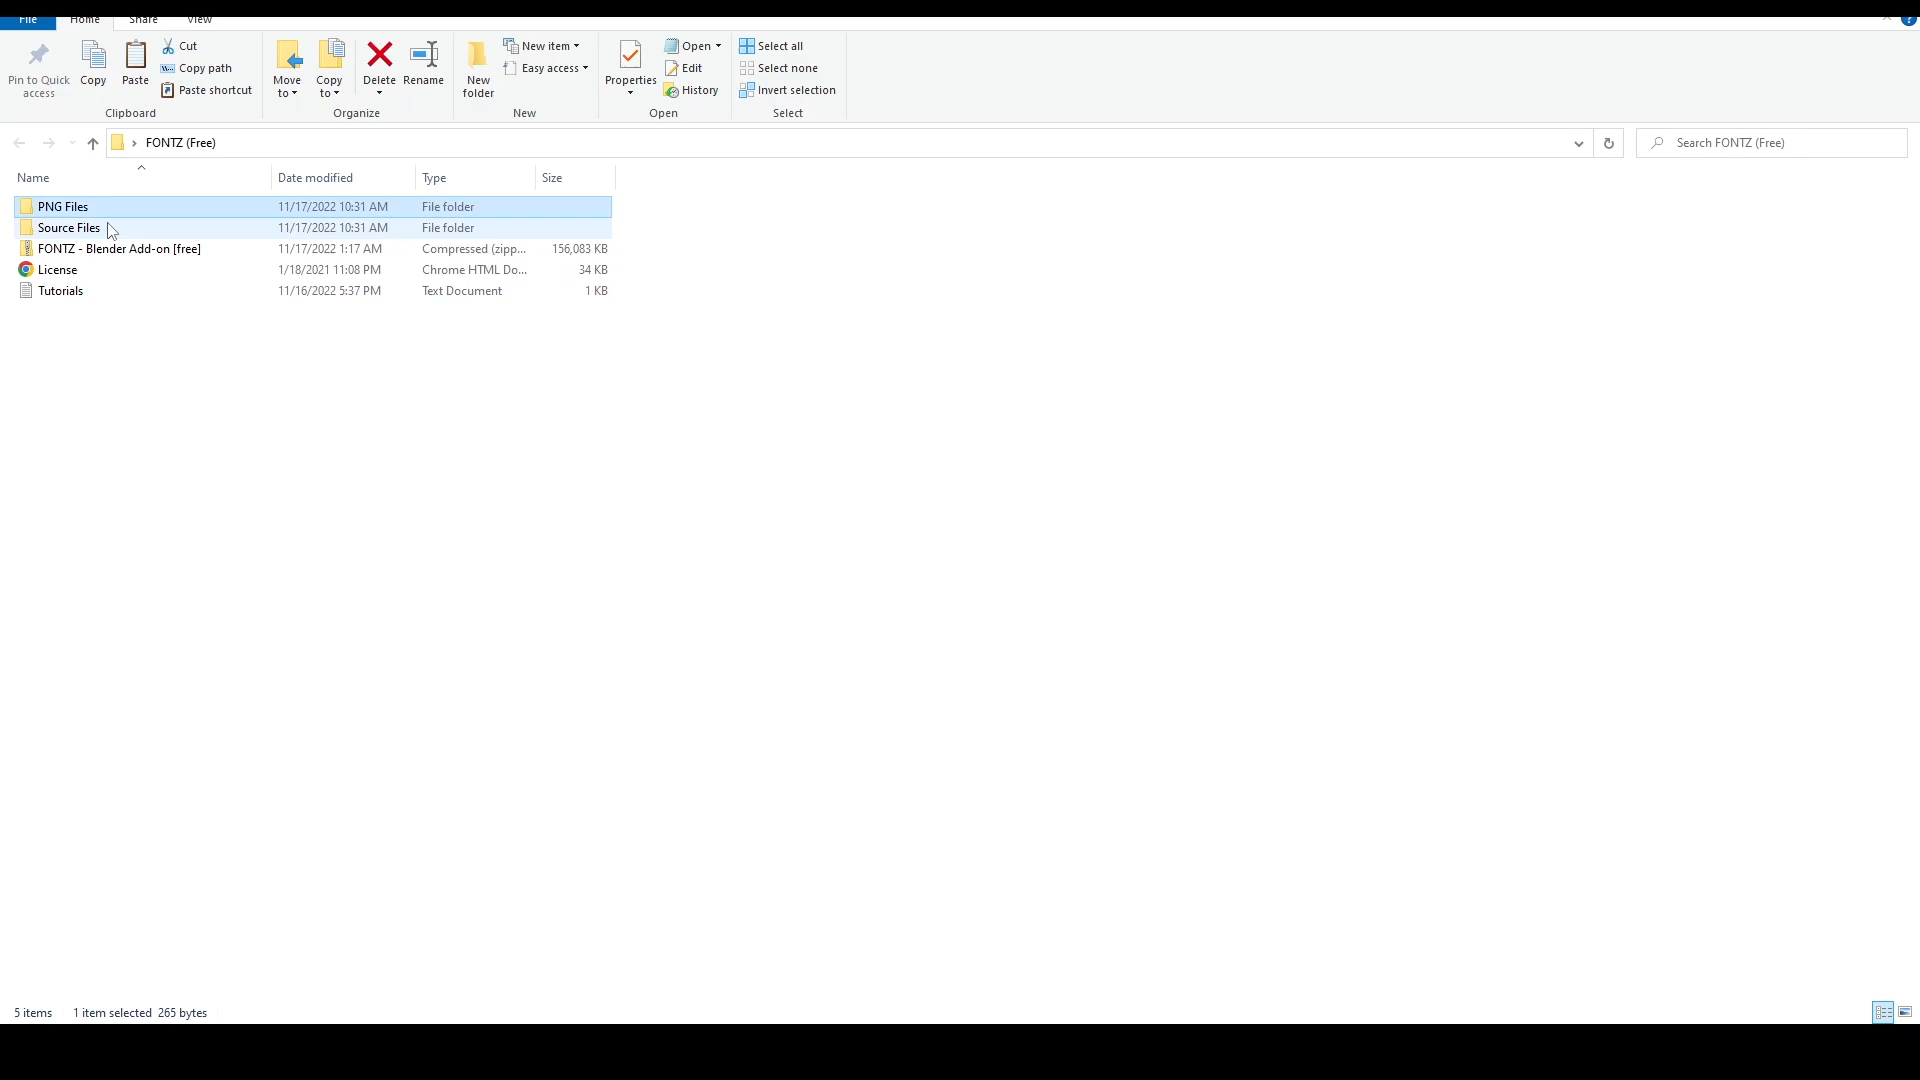 File Home Share View
Pin to Quick access Copy Paste Cut
Copy path
Paste shortcut
Move to Copy to Delete Rename
New folder New item
Easy access
Properties Open
Edit
History
Select all
Select none
Invert selection
Clipboard Organize New Open Select
FONTZ (Free) Search FONTZ (Free)
Name Date modified Type Size
PNG Files 11/17/2022 10:31 AM File folder
Source Files 11/17/2022 10:31 AM File folder
FONTZ - Blender Add-on [free] 11/17/2022 1:17 AM Compressed (zipp... 156,083 KB
License 1/18/2021 11:08 PM Chrome HTML Do... 34 KB
Tutorials 11/16/2022 5:37 PM Text Document 1 KB
5 items 1 item selected 265 bytes